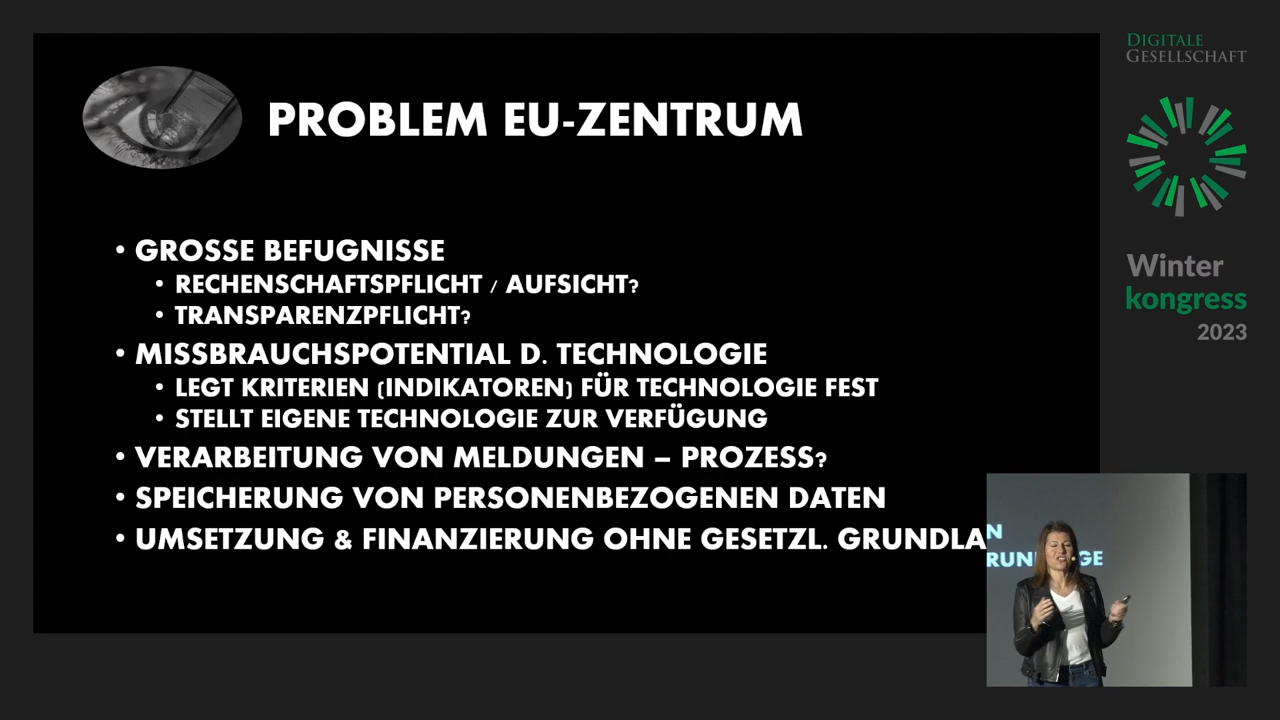 PROBLEM EU-ZENTRUM
• GROSSE BEFUGNISSE
• RECHENSCHAFTSPFLICHT / AUFSICHT?
• TRANSPARENZPFLICHT?
• MISSBRAUCHSPOTENTIAL D. TECHNOLOGIE
• LEGT KRITERIEN (INDIKATOREN) FÜR TECHNOLOGIE FEST
• STELLT EIGENE TECHNOLOGIE ZUR VERFÜGUNG
• VERARBEITUNG VON MELDUNGEN – PROZESS?
• SPEICHERUNG VON PERSONENBEZOGENEN DATEN
• UMSETZUNG & FINANZIERUNG OHNE GESETZL. GRUNDLA
DIGITALE
GESELLSCHAFT
Winter
kongress
2023